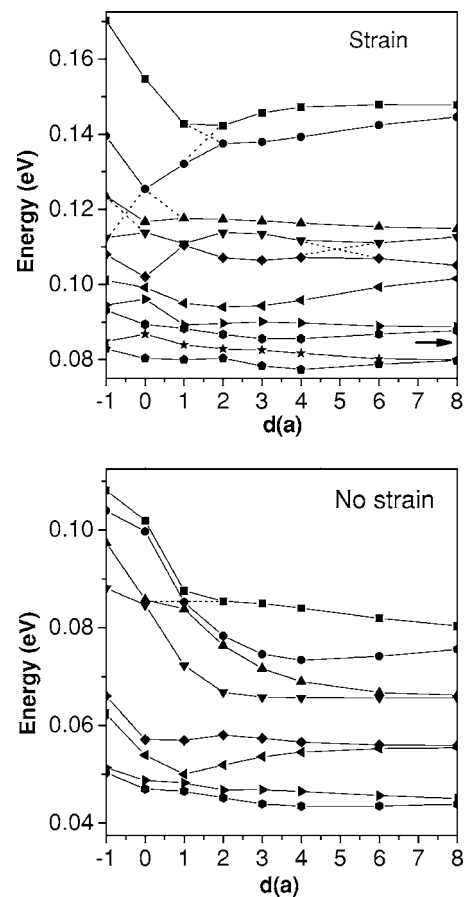 Strain
0.16
0.14
0.12
0.10
0.08
Energy (eV)
-1 0 1 2 3 4 5 6 7 8
d(a)
No strain
0.10
0.08
0.06
0.04
Energy (eV)
-1 0 1 2 3 4 5 6 7 8
d(a)